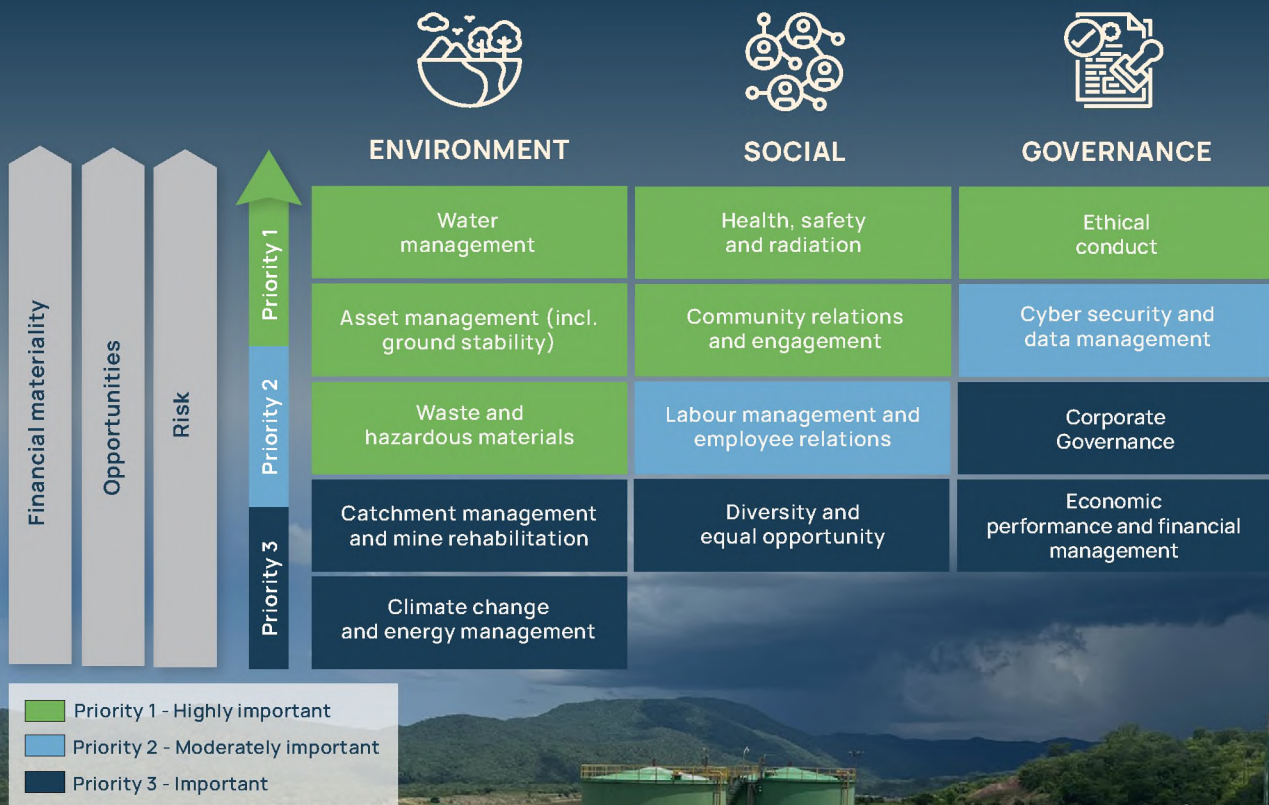 ENVIRONMENT
SOCIAL
GOVERNANCE
Financial materiality
Opportunities
Risk
Priority 1
Priority 2
Priority 3
Water
management
Health, safety
and radiation
Ethical
conduct
Asset management (incl.
ground stability)
Community relations
and engagement
Cyber security and
data management
Waste and
hazardous materials
Labour management and
employee relations
Corporate
Governance
Catchment management
and mine rehabilitation
Diversity and
equal opportunity
Economic
performance and financial
management
Climate change
and energy management
Priority 1 - Highly important
Priority 2 - Moderately important
Priority 3 - Important